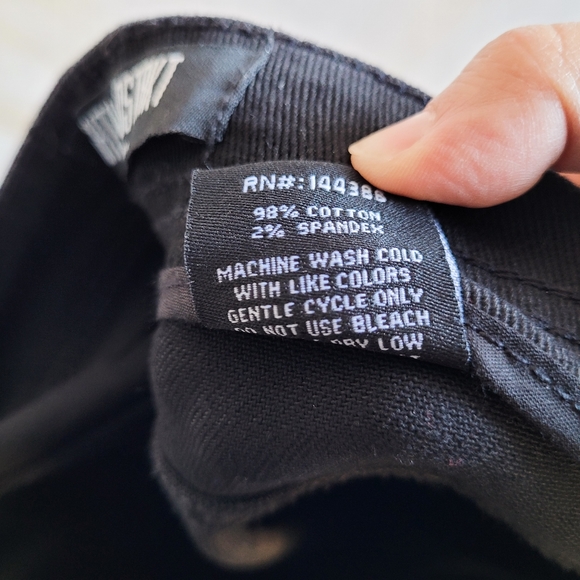 RN#: 144388
98% COTTON
2% SPANDEX
MACHINE WASH COLD
WITH LIKE COLORS
GENTLE CYCLE ONLY
DO NOT USE BLEACH
DRY LOW